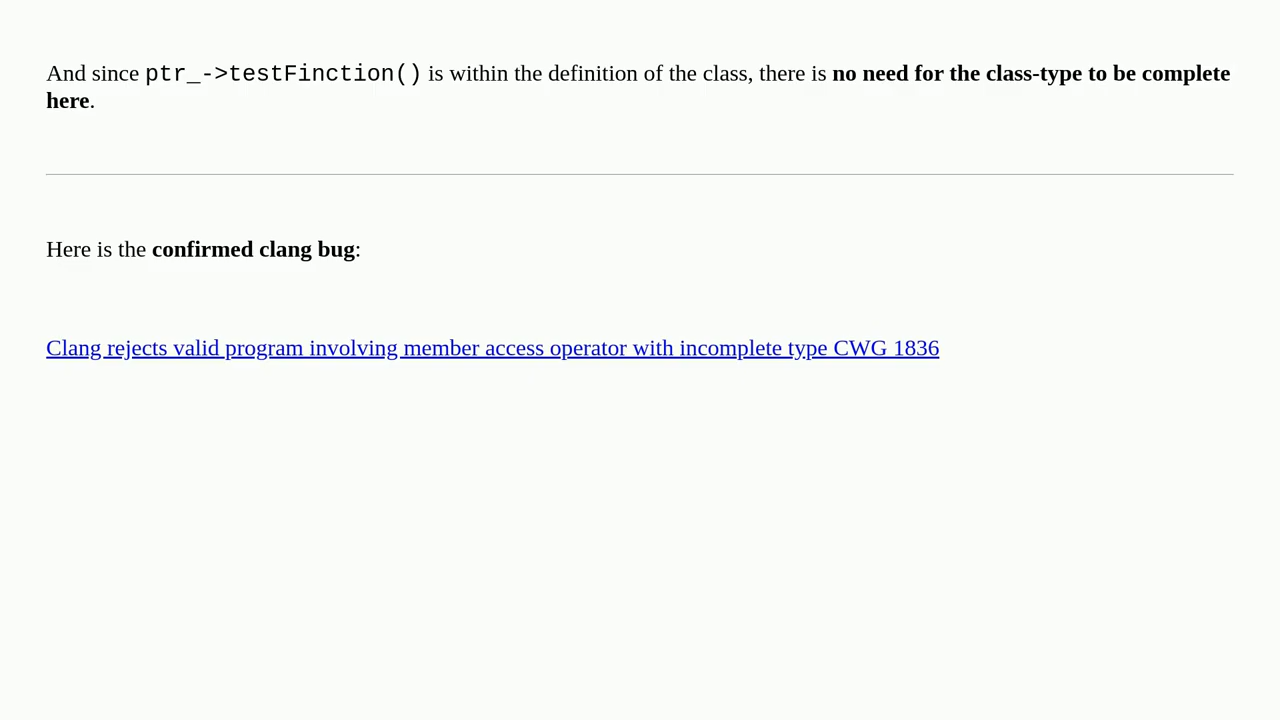 And since ptr_->testFinction() is within the definition of the class, there is no need for the class-type to be complete
here.
Here is the confirmed clang bug:
Clang rejects valid program involving member access operator with incomplete type CWG 1836